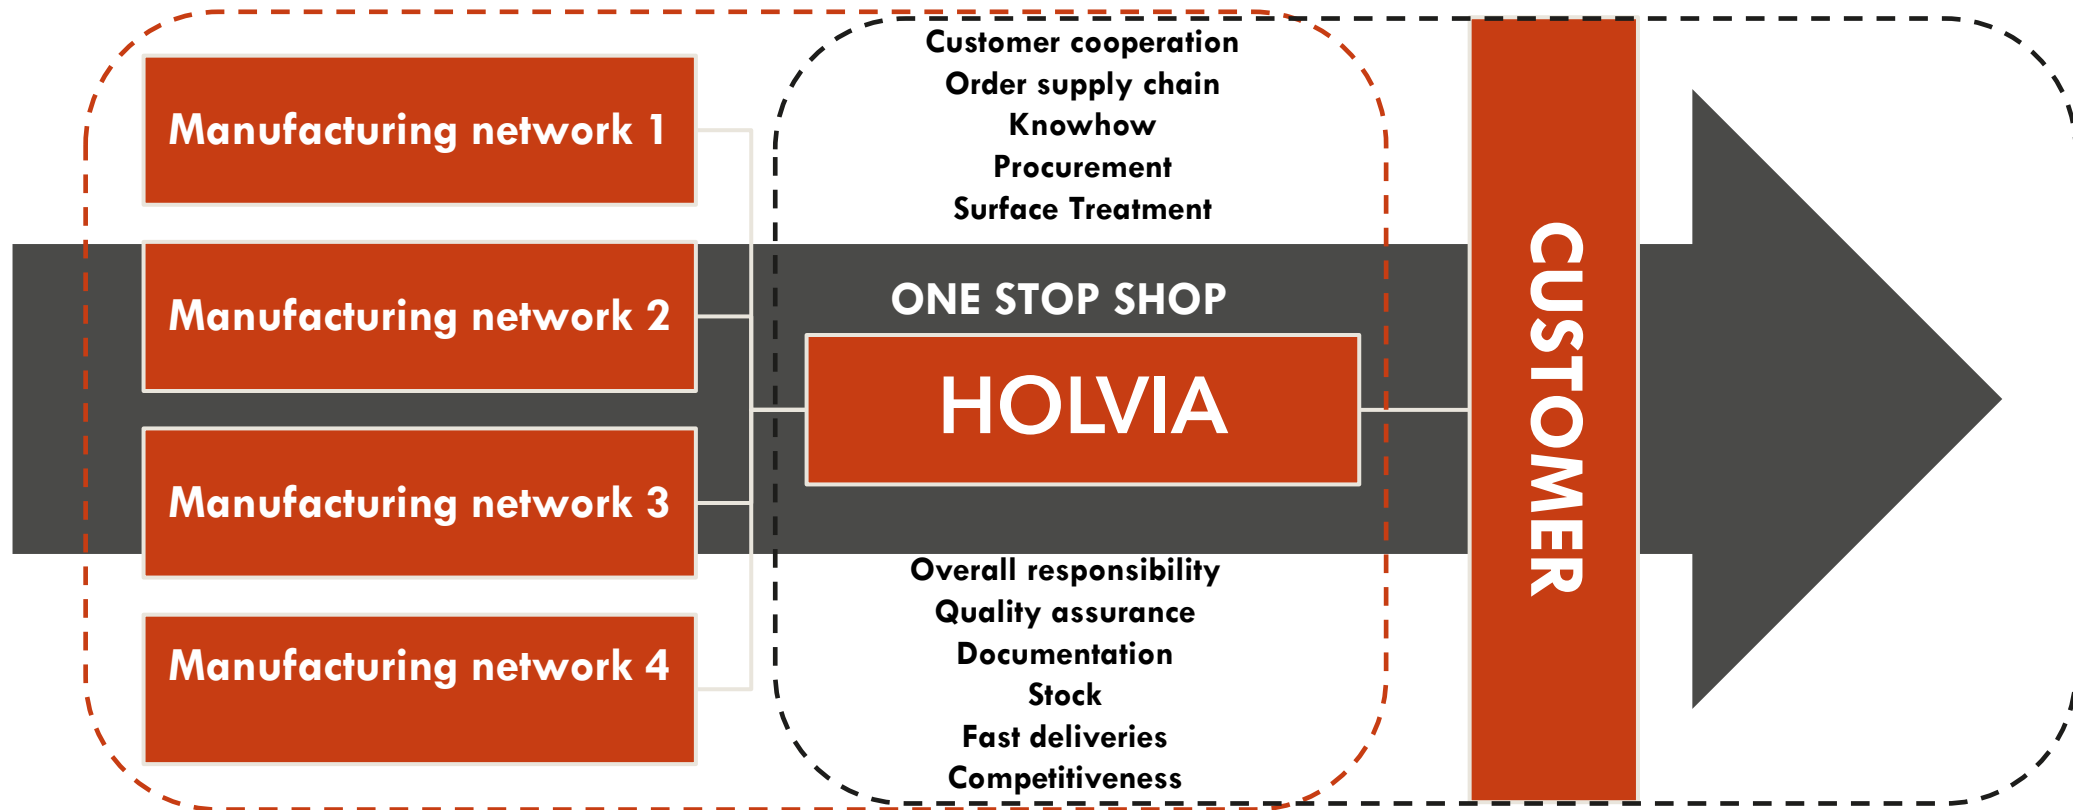 Manufacturing network 1
Manufacturing network 2
Manufacturing network 3
Manufacturing network 4
Customer cooperation
Order supply chain
Knowhow
Procurement
Surface Treatment
ONE STOP SHOP
HOLVIA
Overall responsibility
Quality assurance
Documentation
Stock
Fast deliveries
Competitiveness
CUSTOMER